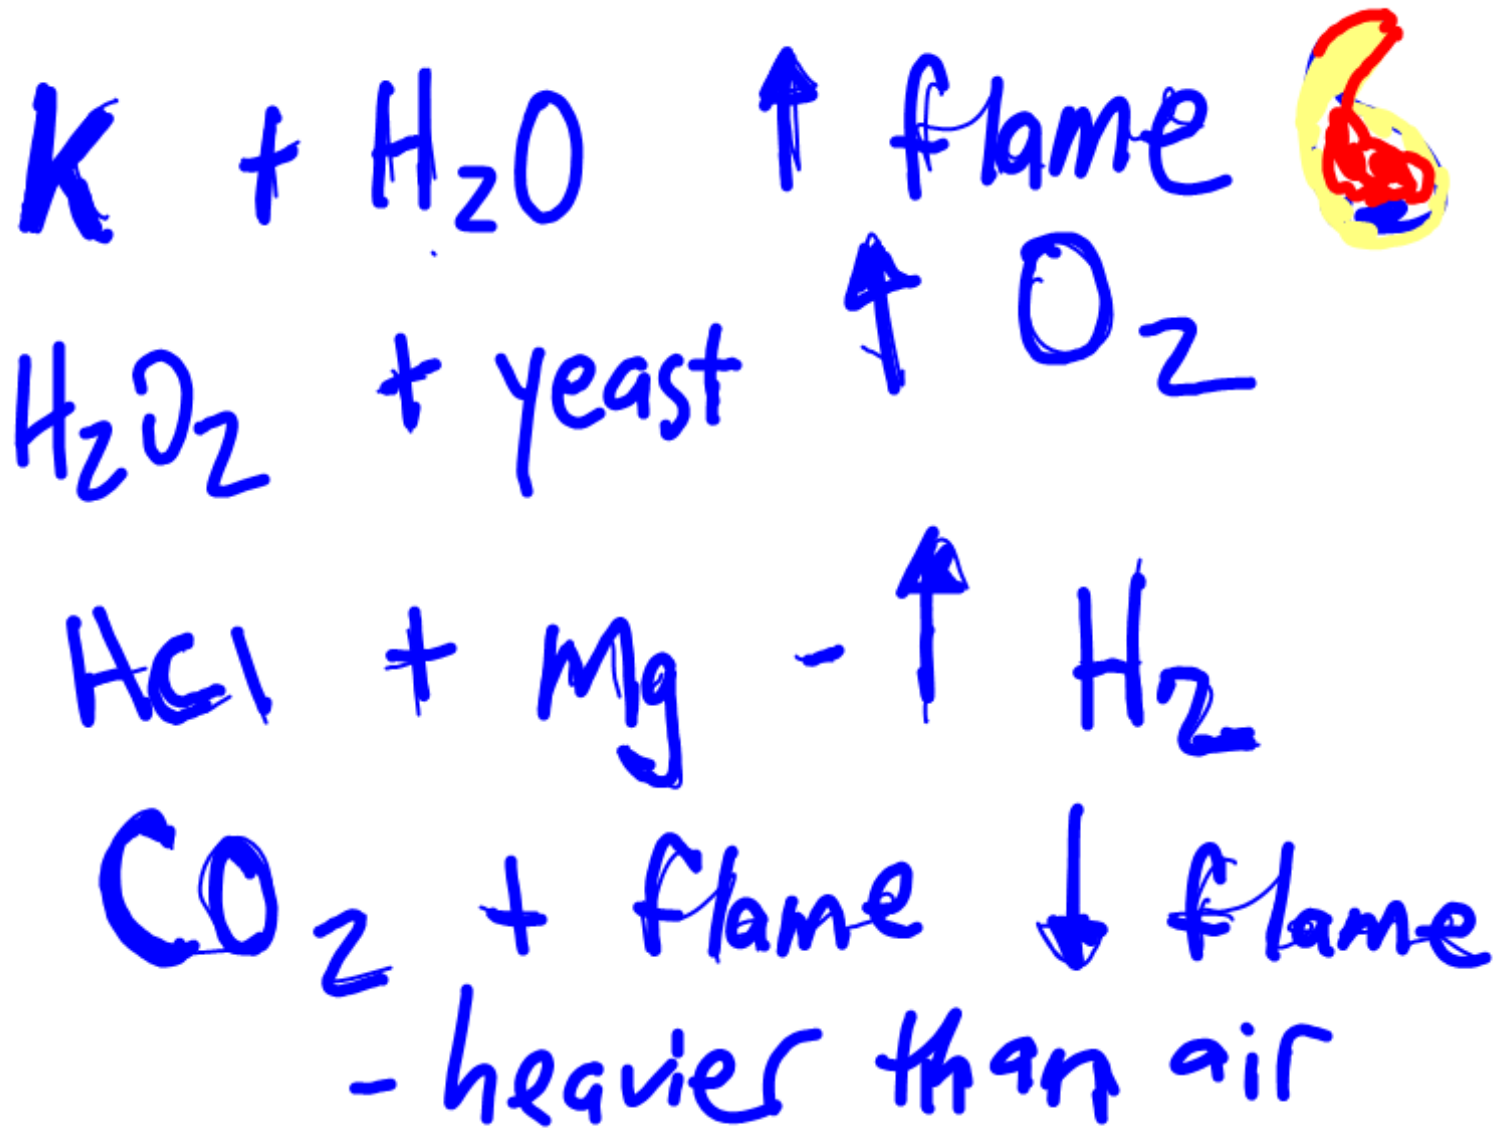 K + H₂O ↑ flame
H₂O₂ + yeast ↑ O₂
HCl + Mg - ↑ H₂
CO₂ + flame ↓ flame
- heavier than air